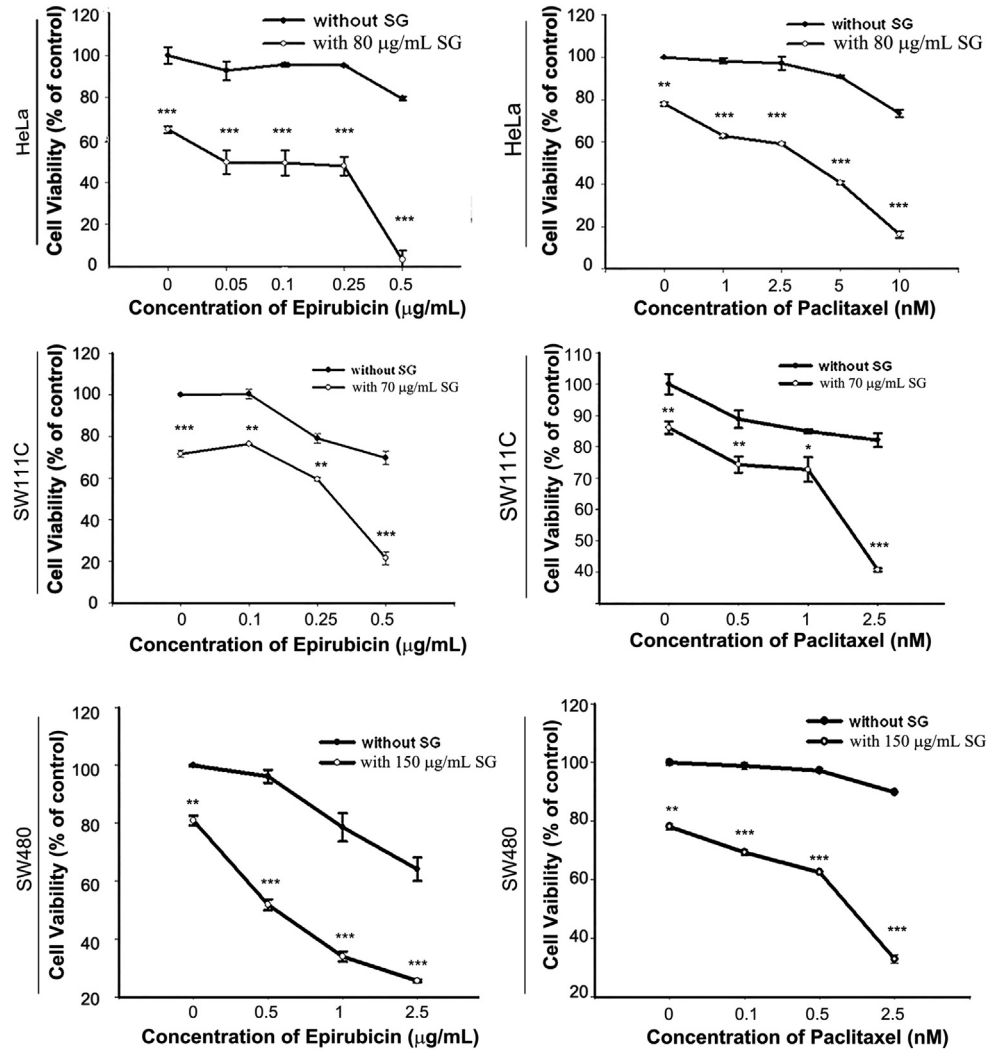 HeLa
Cell Viability (% of control)
120
100
80
60
40
20
0
without SG
with 80 μg/mL SG
***
***
***
***
***
0 0.05 0.1 0.25 0.5
Concentration of Epirubicin (μg/mL)
HeLa
Cell Viability (% of control)
120
100
80
60
40
20
0
without SG
with 80 μg/mL SG
**
***
***
***
***
0 1 2.5 5 10
Concentration of Paclitaxel (nM)
SW111C
Cell Viability (% of control)
120
100
80
60
40
20
0
without SG
with 70 μg/mL SG
***
**
**
***
0 0.1 0.25 0.5
Concentration of Epirubicin (μg/mL)
SW111C
Cell Vaibility (% of control)
110
100
90
80
70
60
50
40
without SG
with 70 μg/mL SG
**
**
*
***
0 0.5 1 2.5
Concentration of Paclitaxel (nM)
SW480
Cell Vaibility (% of control)
120
100
80
60
40
20
without SG
with 150 μg/mL SG
**
***
***
***
0 0.5 1 2.5
Concentration of Epirubicin (μg/mL)
SW480
Cell Viability (% of control)
120
100
80
60
40
20
without SG
with 150 μg/mL SG
**
***
***
***
0 0.1 0.5 2.5
Concentration of Paclitaxel (nM)